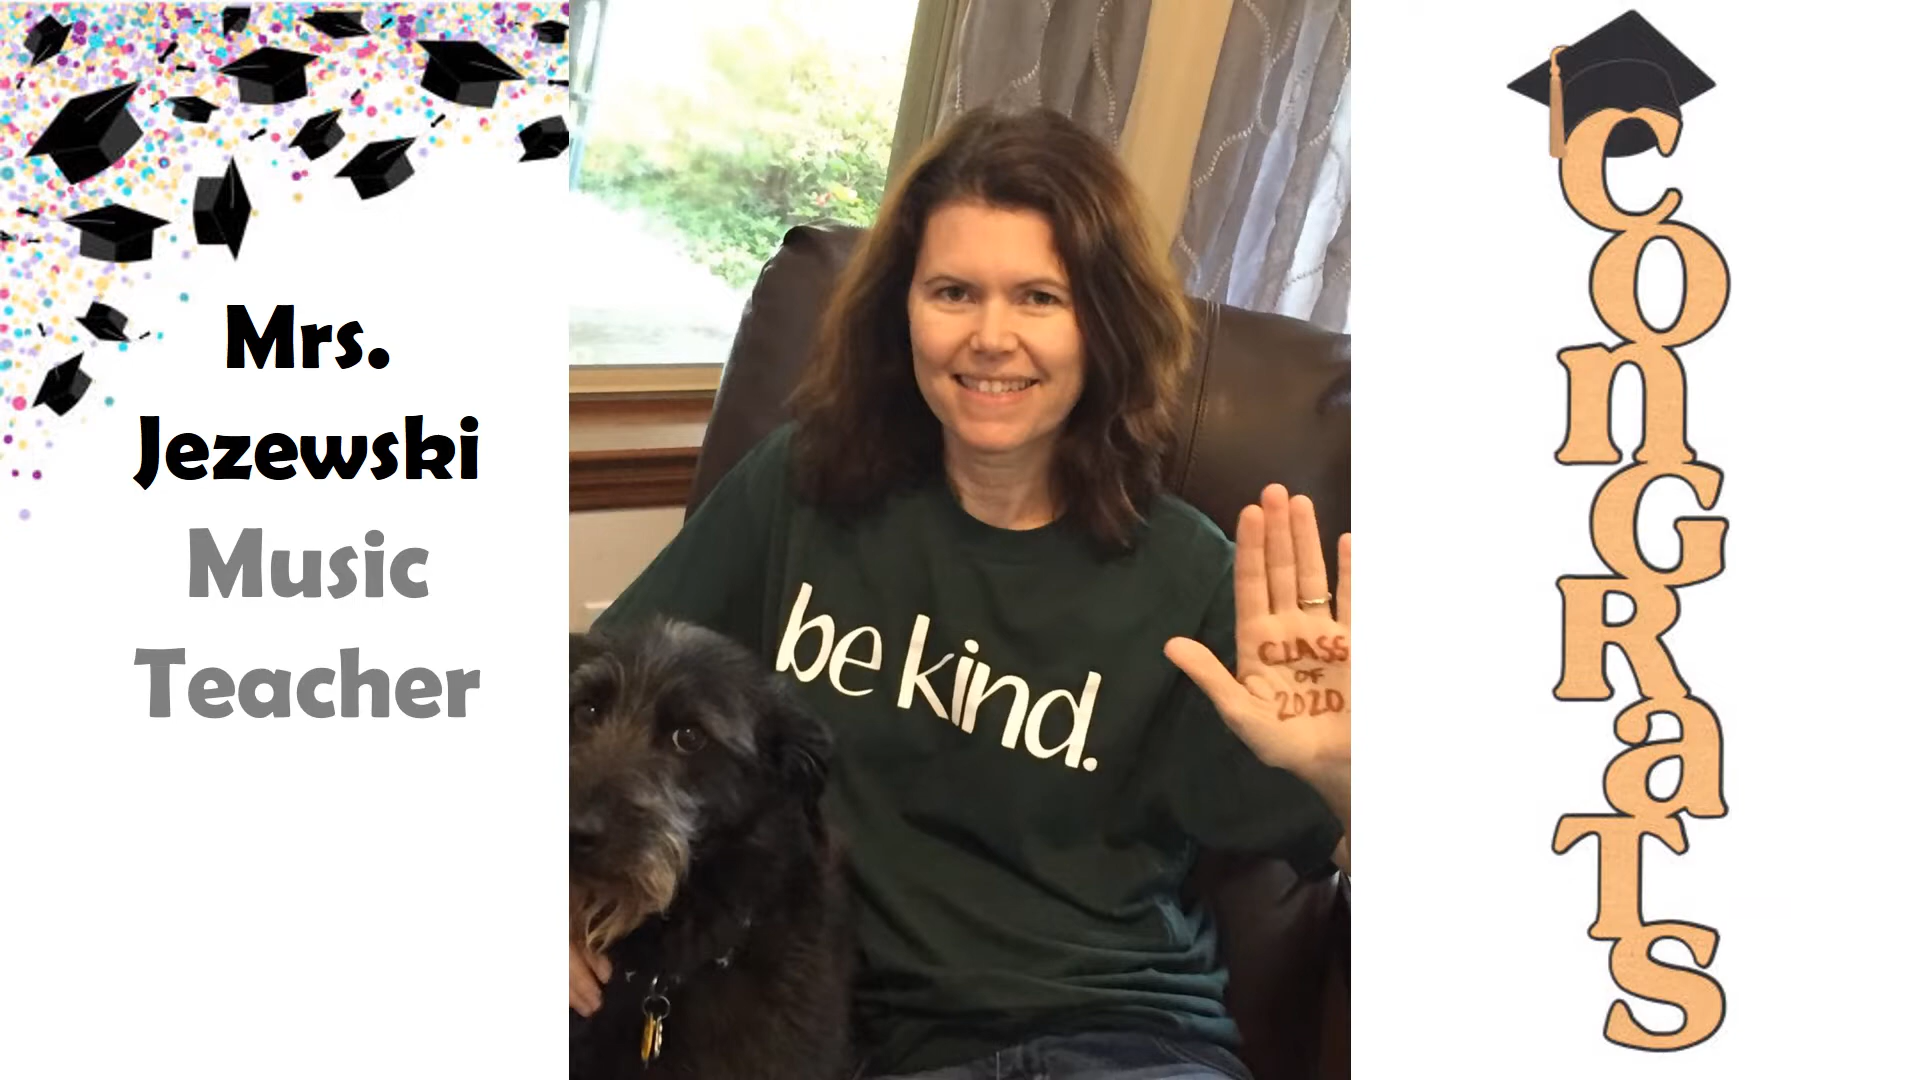 Mrs.
Jezewski
Music
Teacher
be kind.
CLASS
OF
2020
conGRaTS